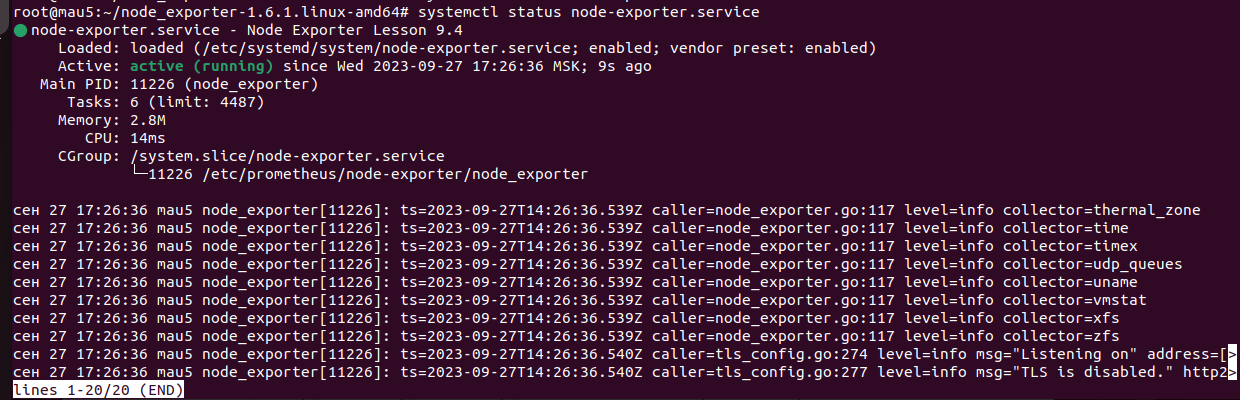 root@mau5:~/node_exporter-1.6.1.linux-amd64# systemctl status node-exporter.service
node-exporter.service - Node Exporter Lesson 9.4
Loaded: loaded (/etc/systemd/system/node-exporter.service; enabled; vendor preset: enabled)
Active: active (running) since Wed 2023-09-27 17:26:36 MSK; 9s ago
Main PID: 11226 (node_exporter)
Tasks: 6 (limit: 4487)
Memory: 2.8M
CPU: 14ms
CGroup: /system.slice/node-exporter.service
└─11226 /etc/prometheus/node-exporter/node_exporter
сен 27 17:26:36 mau5 node_exporter[11226]: ts=2023-09-27T14:26:36.539Z caller=node_exporter.go:117 level=info collector=thermal_zone
сен 27 17:26:36 mau5 node_exporter[11226]: ts=2023-09-27T14:26:36.539Z caller=node_exporter.go:117 level=info collector=time
сен 27 17:26:36 mau5 node_exporter[11226]: ts=2023-09-27T14:26:36.539Z caller=node_exporter.go:117 level=info collector=timex
сен 27 17:26:36 mau5 node_exporter[11226]: ts=2023-09-27T14:26:36.539Z caller=node_exporter.go:117 level=info collector=udp_queues
сен 27 17:26:36 mau5 node_exporter[11226]: ts=2023-09-27T14:26:36.539Z caller=node_exporter.go:117 level=info collector=uname
сен 27 17:26:36 mau5 node_exporter[11226]: ts=2023-09-27T14:26:36.539Z caller=node_exporter.go:117 level=info collector=vmstat
сен 27 17:26:36 mau5 node_exporter[11226]: ts=2023-09-27T14:26:36.539Z caller=node_exporter.go:117 level=info collector=xfs
сен 27 17:26:36 mau5 node_exporter[11226]: ts=2023-09-27T14:26:36.539Z caller=node_exporter.go:117 level=info collector=zfs
сен 27 17:26:36 mau5 node_exporter[11226]: ts=2023-09-27T14:26:36.540Z caller=tls_config.go:274 level=info msg="Listening on" address=[>
сен 27 17:26:36 mau5 node_exporter[11226]: ts=2023-09-27T14:26:36.540Z caller=tls_config.go:277 level=info msg="TLS is disabled." http2>
lines 1-20/20 (END)